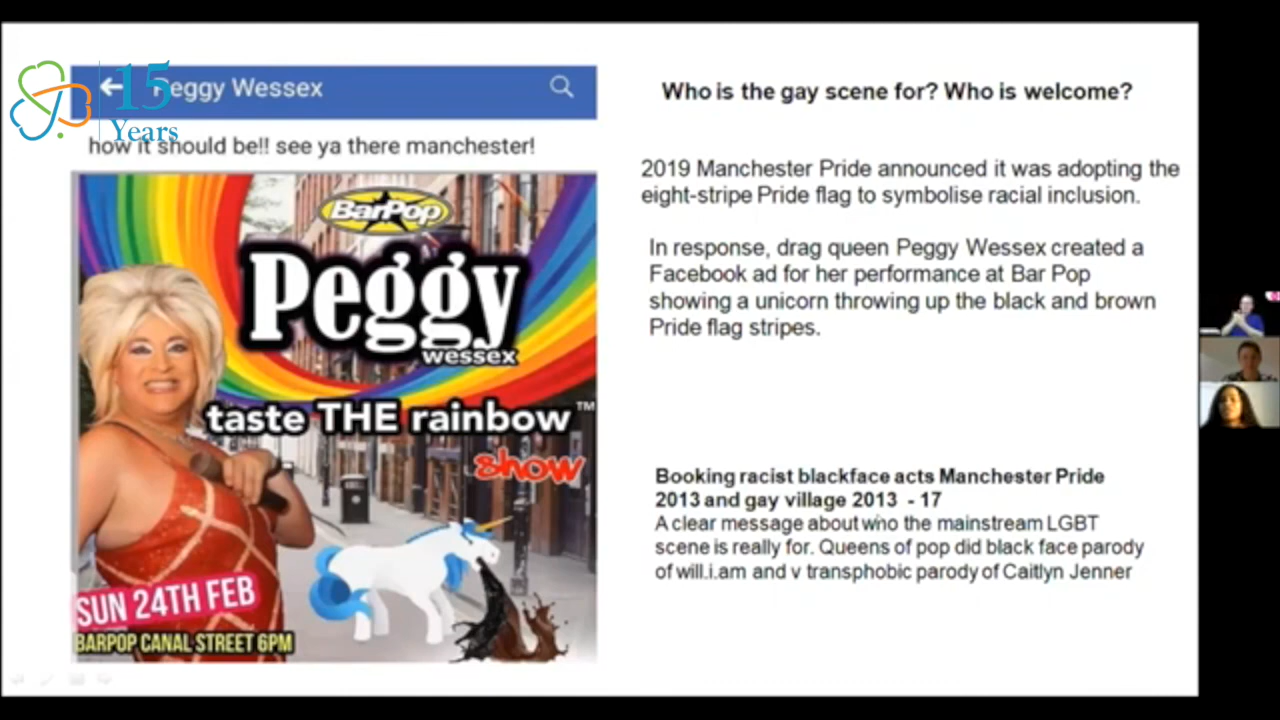 15
Years
Peggy Wessex
how it should be!! see ya there manchester!
BarPop
Peggy
wessex
taste THE rainbow™
show
SUN 24TH FEB
BARPOP CANAL STREET 6PM
Who is the gay scene for? Who is welcome?
2019 Manchester Pride announced it was adopting the
eight-stripe Pride flag to symbolise racial inclusion.
In response, drag queen Peggy Wessex created a
Facebook ad for her performance at Bar Pop
showing a unicorn throwing up the black and brown
Pride flag stripes.
Booking racist blackface acts Manchester Pride
2013 and gay village 2013 - 17
A clear message about who the mainstream LGBT
scene is really for. Queens of pop did black face parody
of will.i.am and v transphobic parody of Caitlyn Jenner